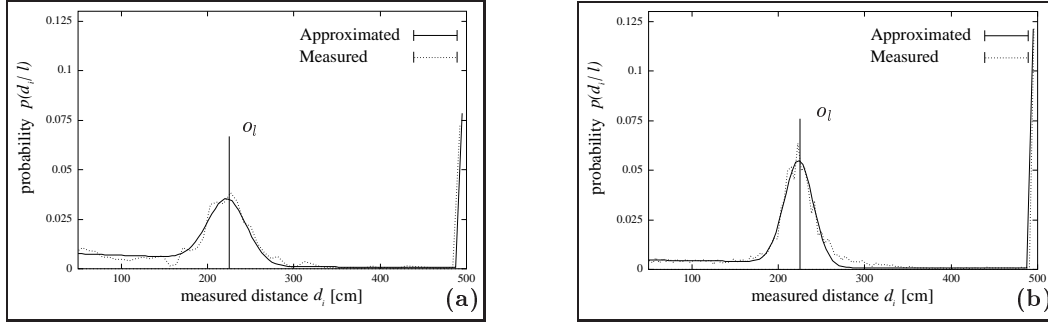 0.125
0.1
0.075
0.05
0.025
0
probability p(d_i / l)
Approximated
Measured
o_l
100 200 300 400 500
measured distance d_i [cm]
(a)
0.125
0.1
0.075
0.05
0.025
0
probability p(d_i / l)
Approximated
Measured
o_l
100 200 300 400 500
measured distance d_i [cm]
(b)